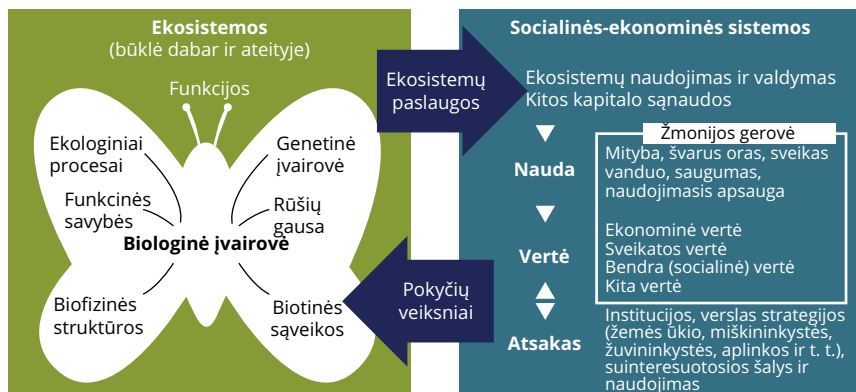 Ekosistemos
(būklė dabar ir ateityje)
Funkcijos
Ekologiniai
procesai
Genetinė
įvairovė
Funkcinės
savybės
Rūšių
gausa
Biologinė įvairovė
Biofizinės
struktūros
Biotinės
sąveikos
Ekosistemų
paslaugos
Pokyčių
veiksniai
Socialinės-ekonominės sistemos
Ekosistemų naudojimas ir valdymas
Kitos kapitalo sąnaudos
Nauda
Žmonijos gerovė
Mityba, švarus oras, sveikas
vanduo, saugumas,
naudojimasis apsauga
Vertė
Ekonominė vertė
Sveikatos vertė
Bendra (socialinė) vertė
Kita vertė
Atsakas
Institucijos, verslas strategijos
(žemės ūkio, miškininkystės,
žuvininkystės, aplinkos ir t. t.),
suinteresuotosios šalys ir
naudojimas